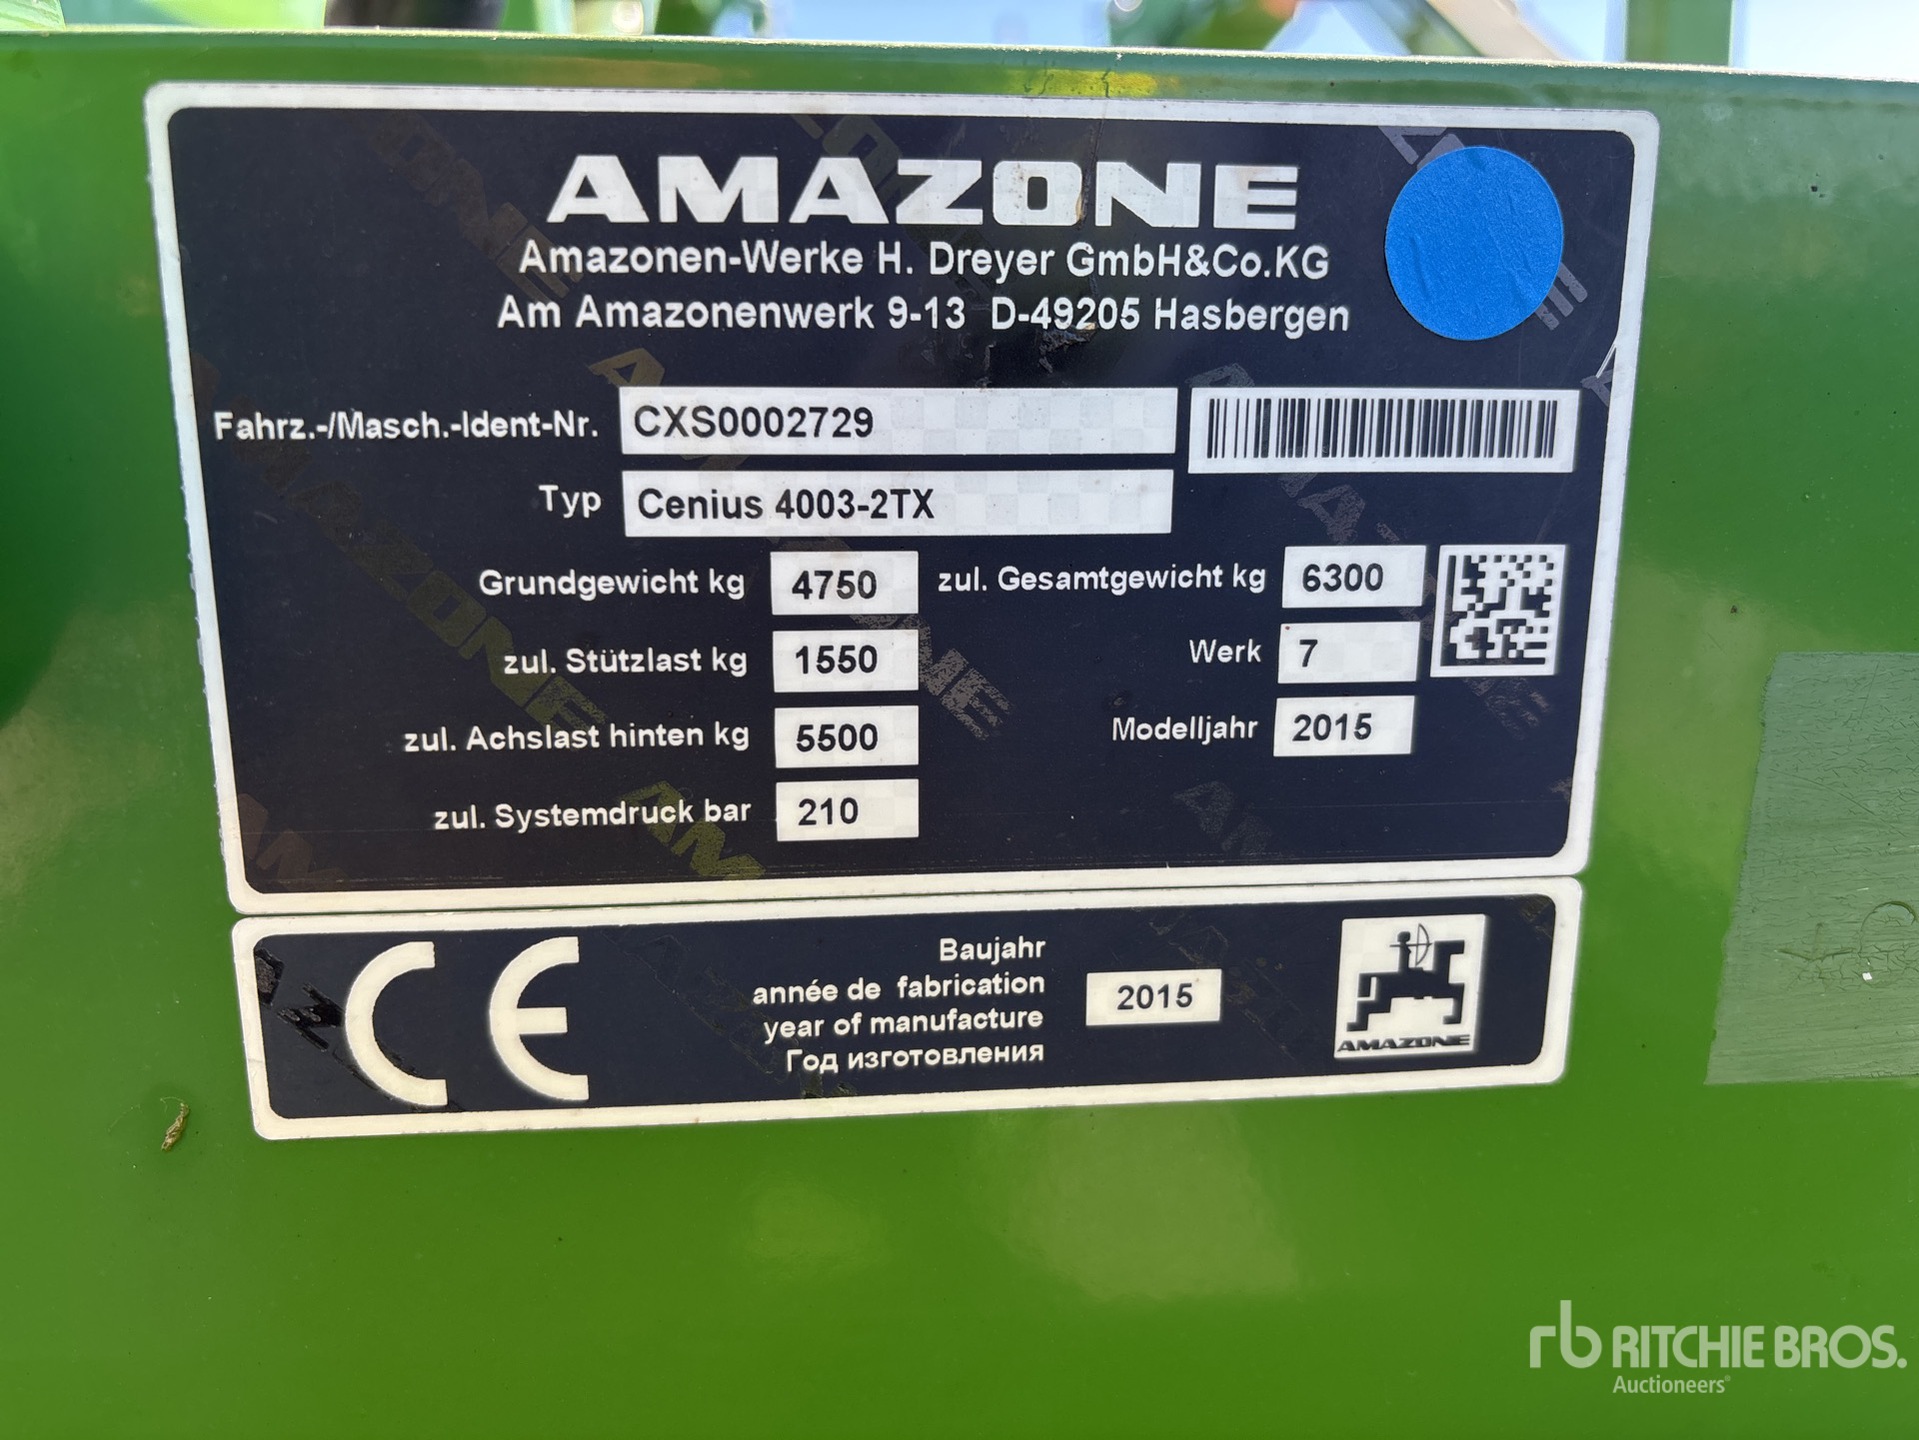 AMAZONE
Amazonen-Werke H. Dreyer GmbH&Co.KG
Am Amazonenwerk 9-13 D-49205 Hasbergen
Fahrz.-/Masch.-Ident-Nr. CXS0002729
Typ Cenius 4003-2TX
Grundgewicht kg 4750 zul. Gesamtgewicht kg 6300
zul. Stützlast kg 1550 Werk 7
zul. Achslast hinten kg 5500 Modelljahr 2015
zul. Systemdruck bar 210
CE
Baujahr
année de fabrication
year of manufacture
Год изготовления
2015
AMAZONE
rb RITCHIE BROS.
Auctioneers